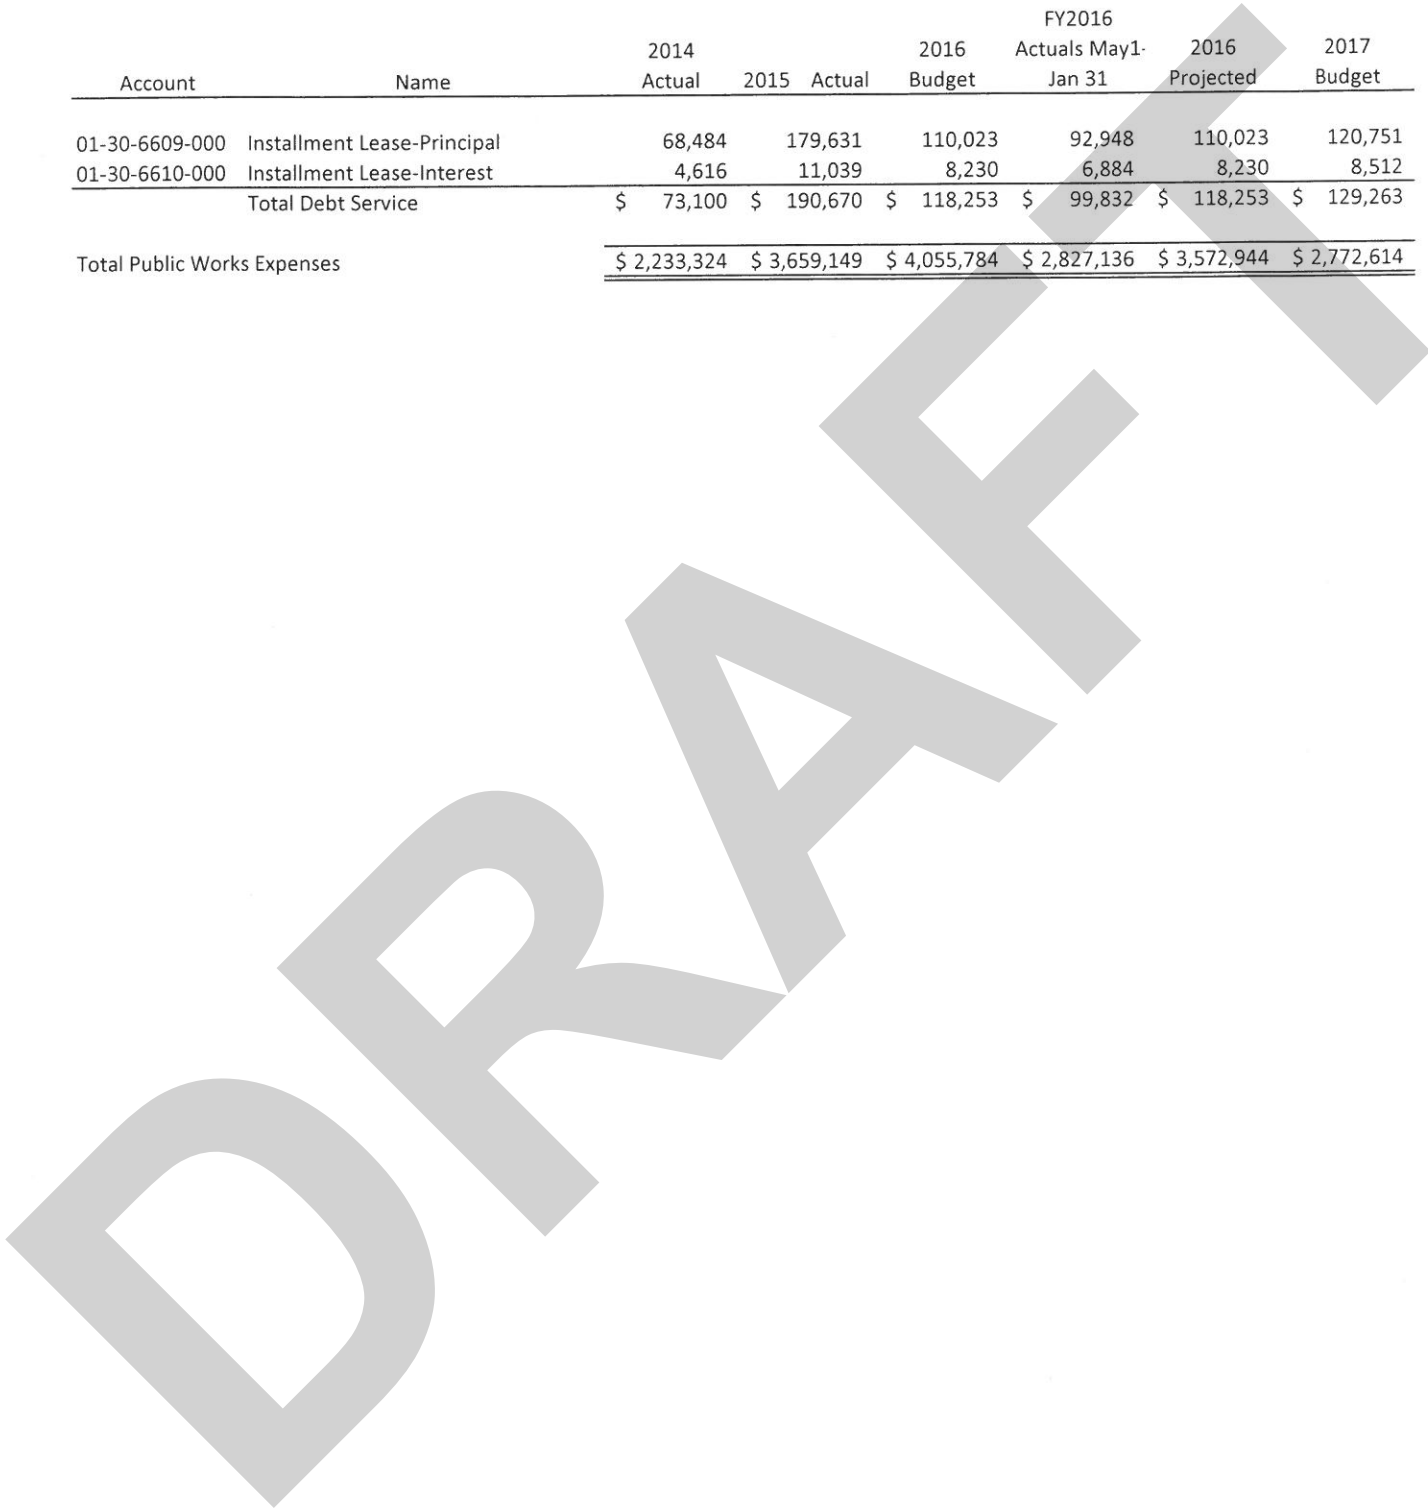 FY2016
2014 2016 Actuals May1- 2016 2017
Account Name Actual 2015 Actual Budget Jan 31 Projected Budget
01-30-6609-000 Installment Lease-Principal 68,484 179,631 110,023 92,948 110,023 120,751
01-30-6610-000 Installment Lease-Interest 4,616 11,039 8,230 6,884 8,230 8,512
Total Debt Service $ 73,100 $ 190,670 $ 118,253 $ 99,832 $ 118,253 $ 129,263
Total Public Works Expenses $ 2,233,324 $ 3,659,149 $ 4,055,784 $ 2,827,136 $ 3,572,944 $ 2,772,614
DRAFT